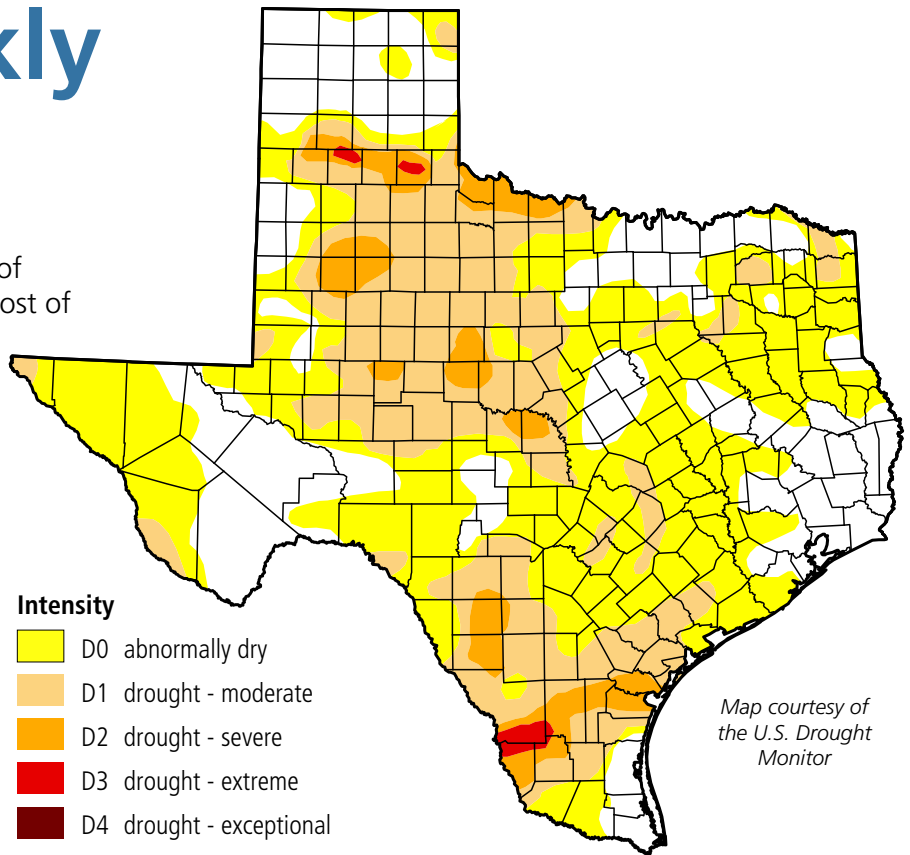 kly
of
ost of
Intensity
D0 abnormally dry
D1 drought - moderate
D2 drought - severe
D3 drought - extreme
D4 drought - exceptional
Map courtesy of
the U.S. Drought
Monitor